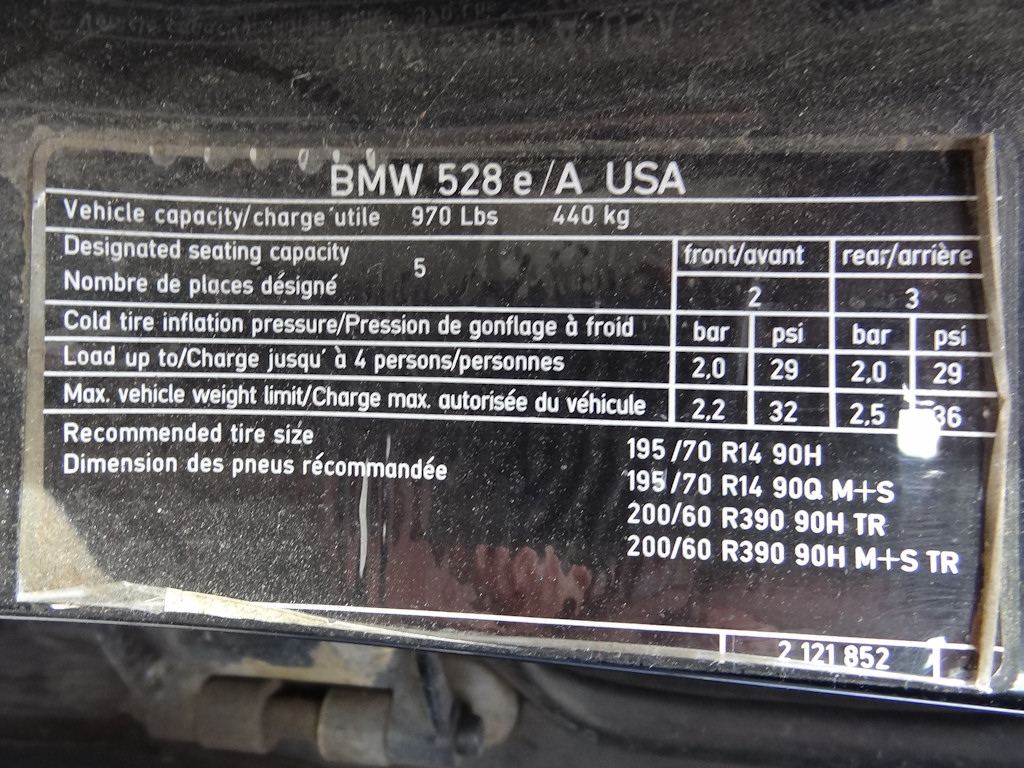 BMW 528 e/A USA
Vehicle capacity/charge utile 970 Lbs 440 kg
Designated seating capacity
Nombre de places désigné
5
front/avant rear/arrière
2 3
Cold tire inflation pressure/Pression de gonflage à froid bar psi bar psi
Load up to/Charge jusqu' à 4 persons/personnes 2,0 29 2,0 29
Max. vehicle weight limit/Charge max. autorisée du véhicule 2,2 32 2,5 36
Recommended tire size
Dimension des pneus récommandée
195/70 R14 90H
195/70 R14 90Q M+S
200/60 R390 90H TR
200/60 R390 90H M+S TR
2 121 852